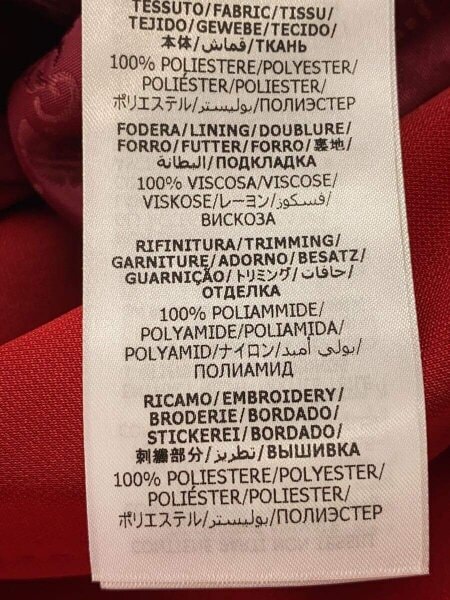 TESSUTO/FABRIC/TISSU/
TEJIDO/GEWEBE/TECIDO/
本体/قماش/ТКАНЬ
100% POLIESTERE/POLYESTER/
POLIÉSTER/POLIESTER/
ポリエステル/بوليستر/ПОЛИЭСТЕР
FODERA/LINING/DOUBLURE/
FORRO/FUTTER/FORRO/裏地/
البطانة/ПОДКЛАДКА
100% VISCOSA/VISCOSE/
VISKOSE/レーヨン/فسكوز/
ВИСКОЗА
RIFINITURA/TRIMMING/
GARNITURE/ADORNO/BESATZ/
GUARNIÇÃO/トリミング/حافات/
ОТДЕЛКА
100% POLIAMMIDE/
POLYAMIDE/POLIAMIDA/
POLYAMID/ナイロン/بولي أميد/
ПОЛИАМИД
RICAMO/EMBROIDERY/
BRODERIE/BORDADO/
STICKEREI/BORDADO/
刺繍部分/تطريز/ВЫШИВКА
100% POLIESTERE/POLYESTER/
POLIÉSTER/POLIESTER/
ポリエステル/بوليستر/ПОЛИЭСТЕР